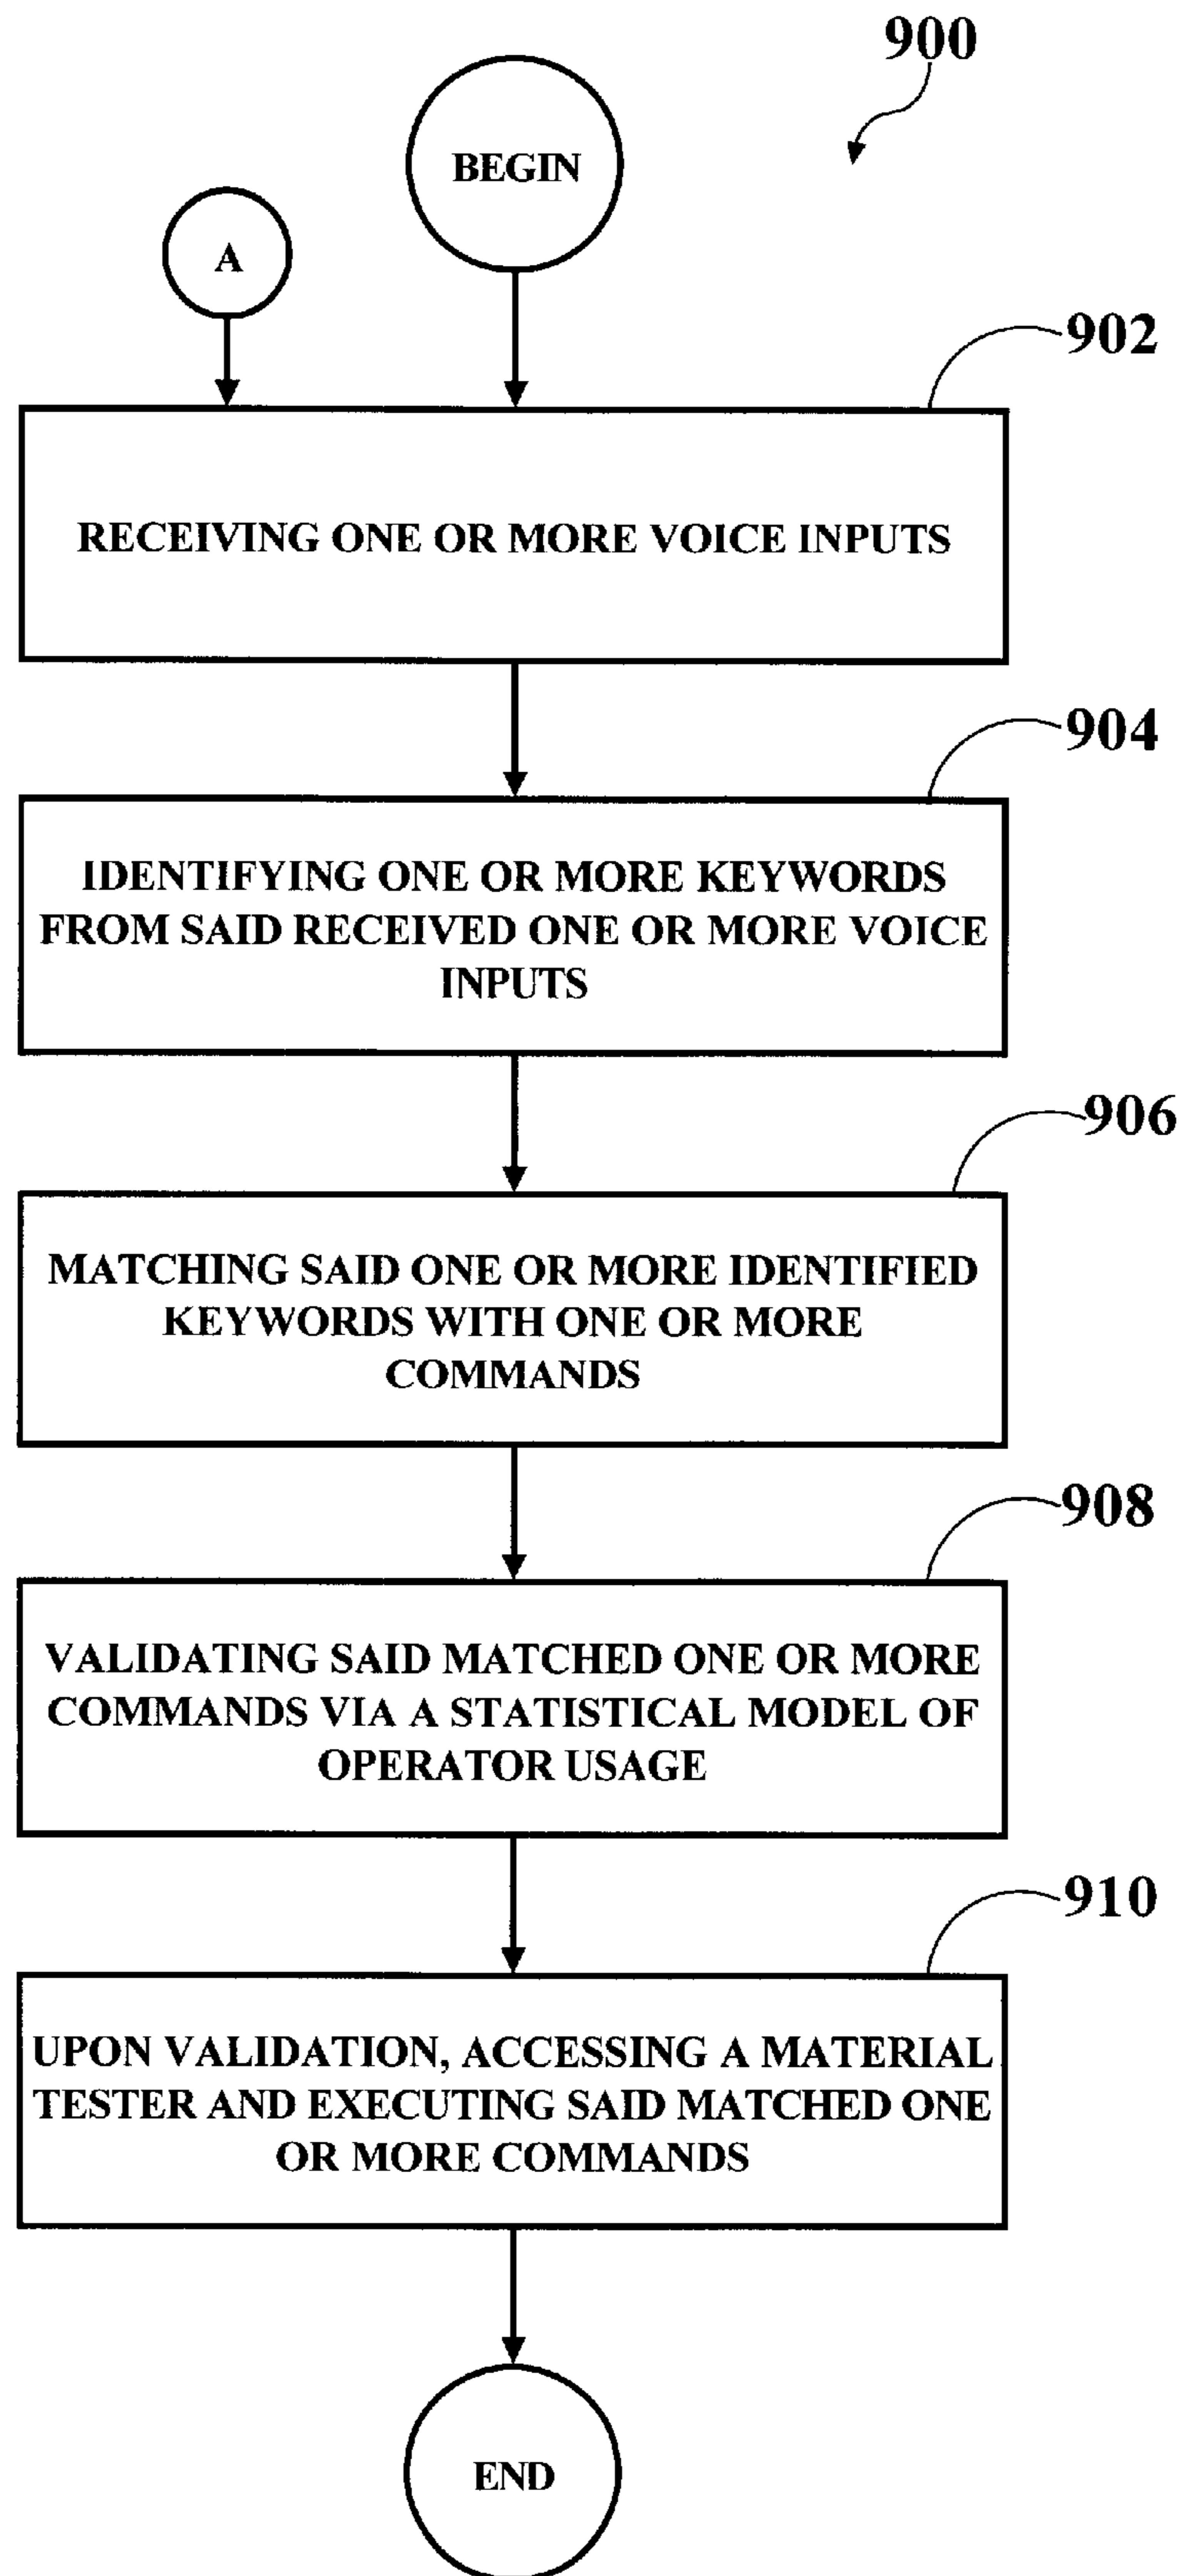 900
BEGIN
A
902
RECEIVING ONE OR MORE VOICE INPUTS
904
IDENTIFYING ONE OR MORE KEYWORDS
FROM SAID RECEIVED ONE OR MORE VOICE
INPUTS
906
MATCHING SAID ONE OR MORE IDENTIFIED
KEYWORDS WITH ONE OR MORE
COMMANDS
908
VALIDATING SAID MATCHED ONE OR MORE
COMMANDS VIA A STATISTICAL MODEL OF
OPERATOR USAGE
910
UPON VALIDATION, ACCESSING A MATERIAL
TESTER AND EXECUTING SAID MATCHED ONE
OR MORE COMMANDS
END